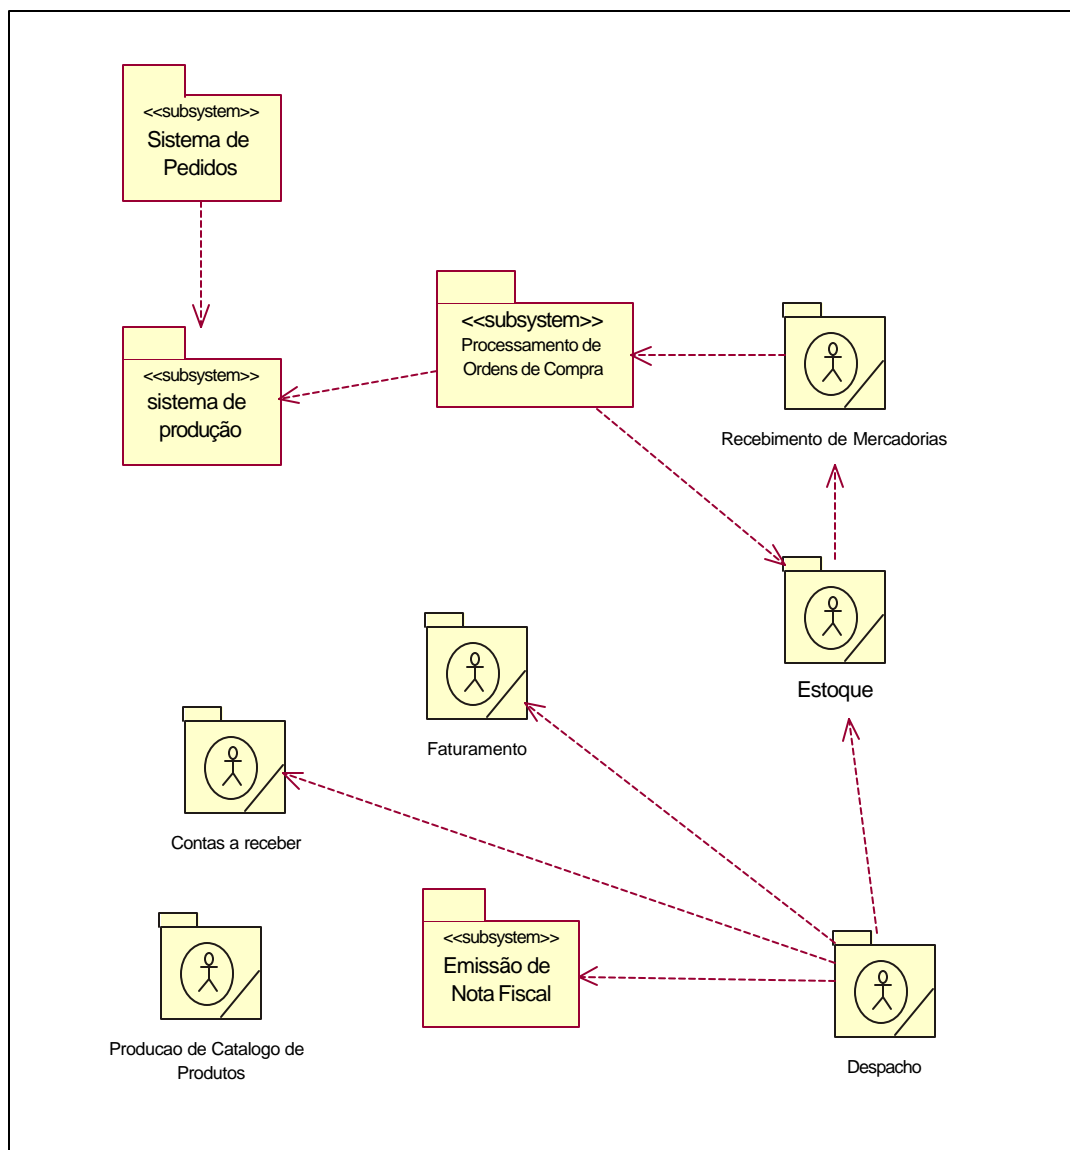 <<subsystem>>
Sistema de
Pedidos
<<subsystem>>
sistema de
produção
<<subsystem>>
Processamento de
Ordens de Compra
Recebimento de Mercadorias
Estoque
Faturamento
Contas a receber
<<subsystem>>
Emissão de
Nota Fiscal
Producao de Catalogo de
Produtos
Despacho